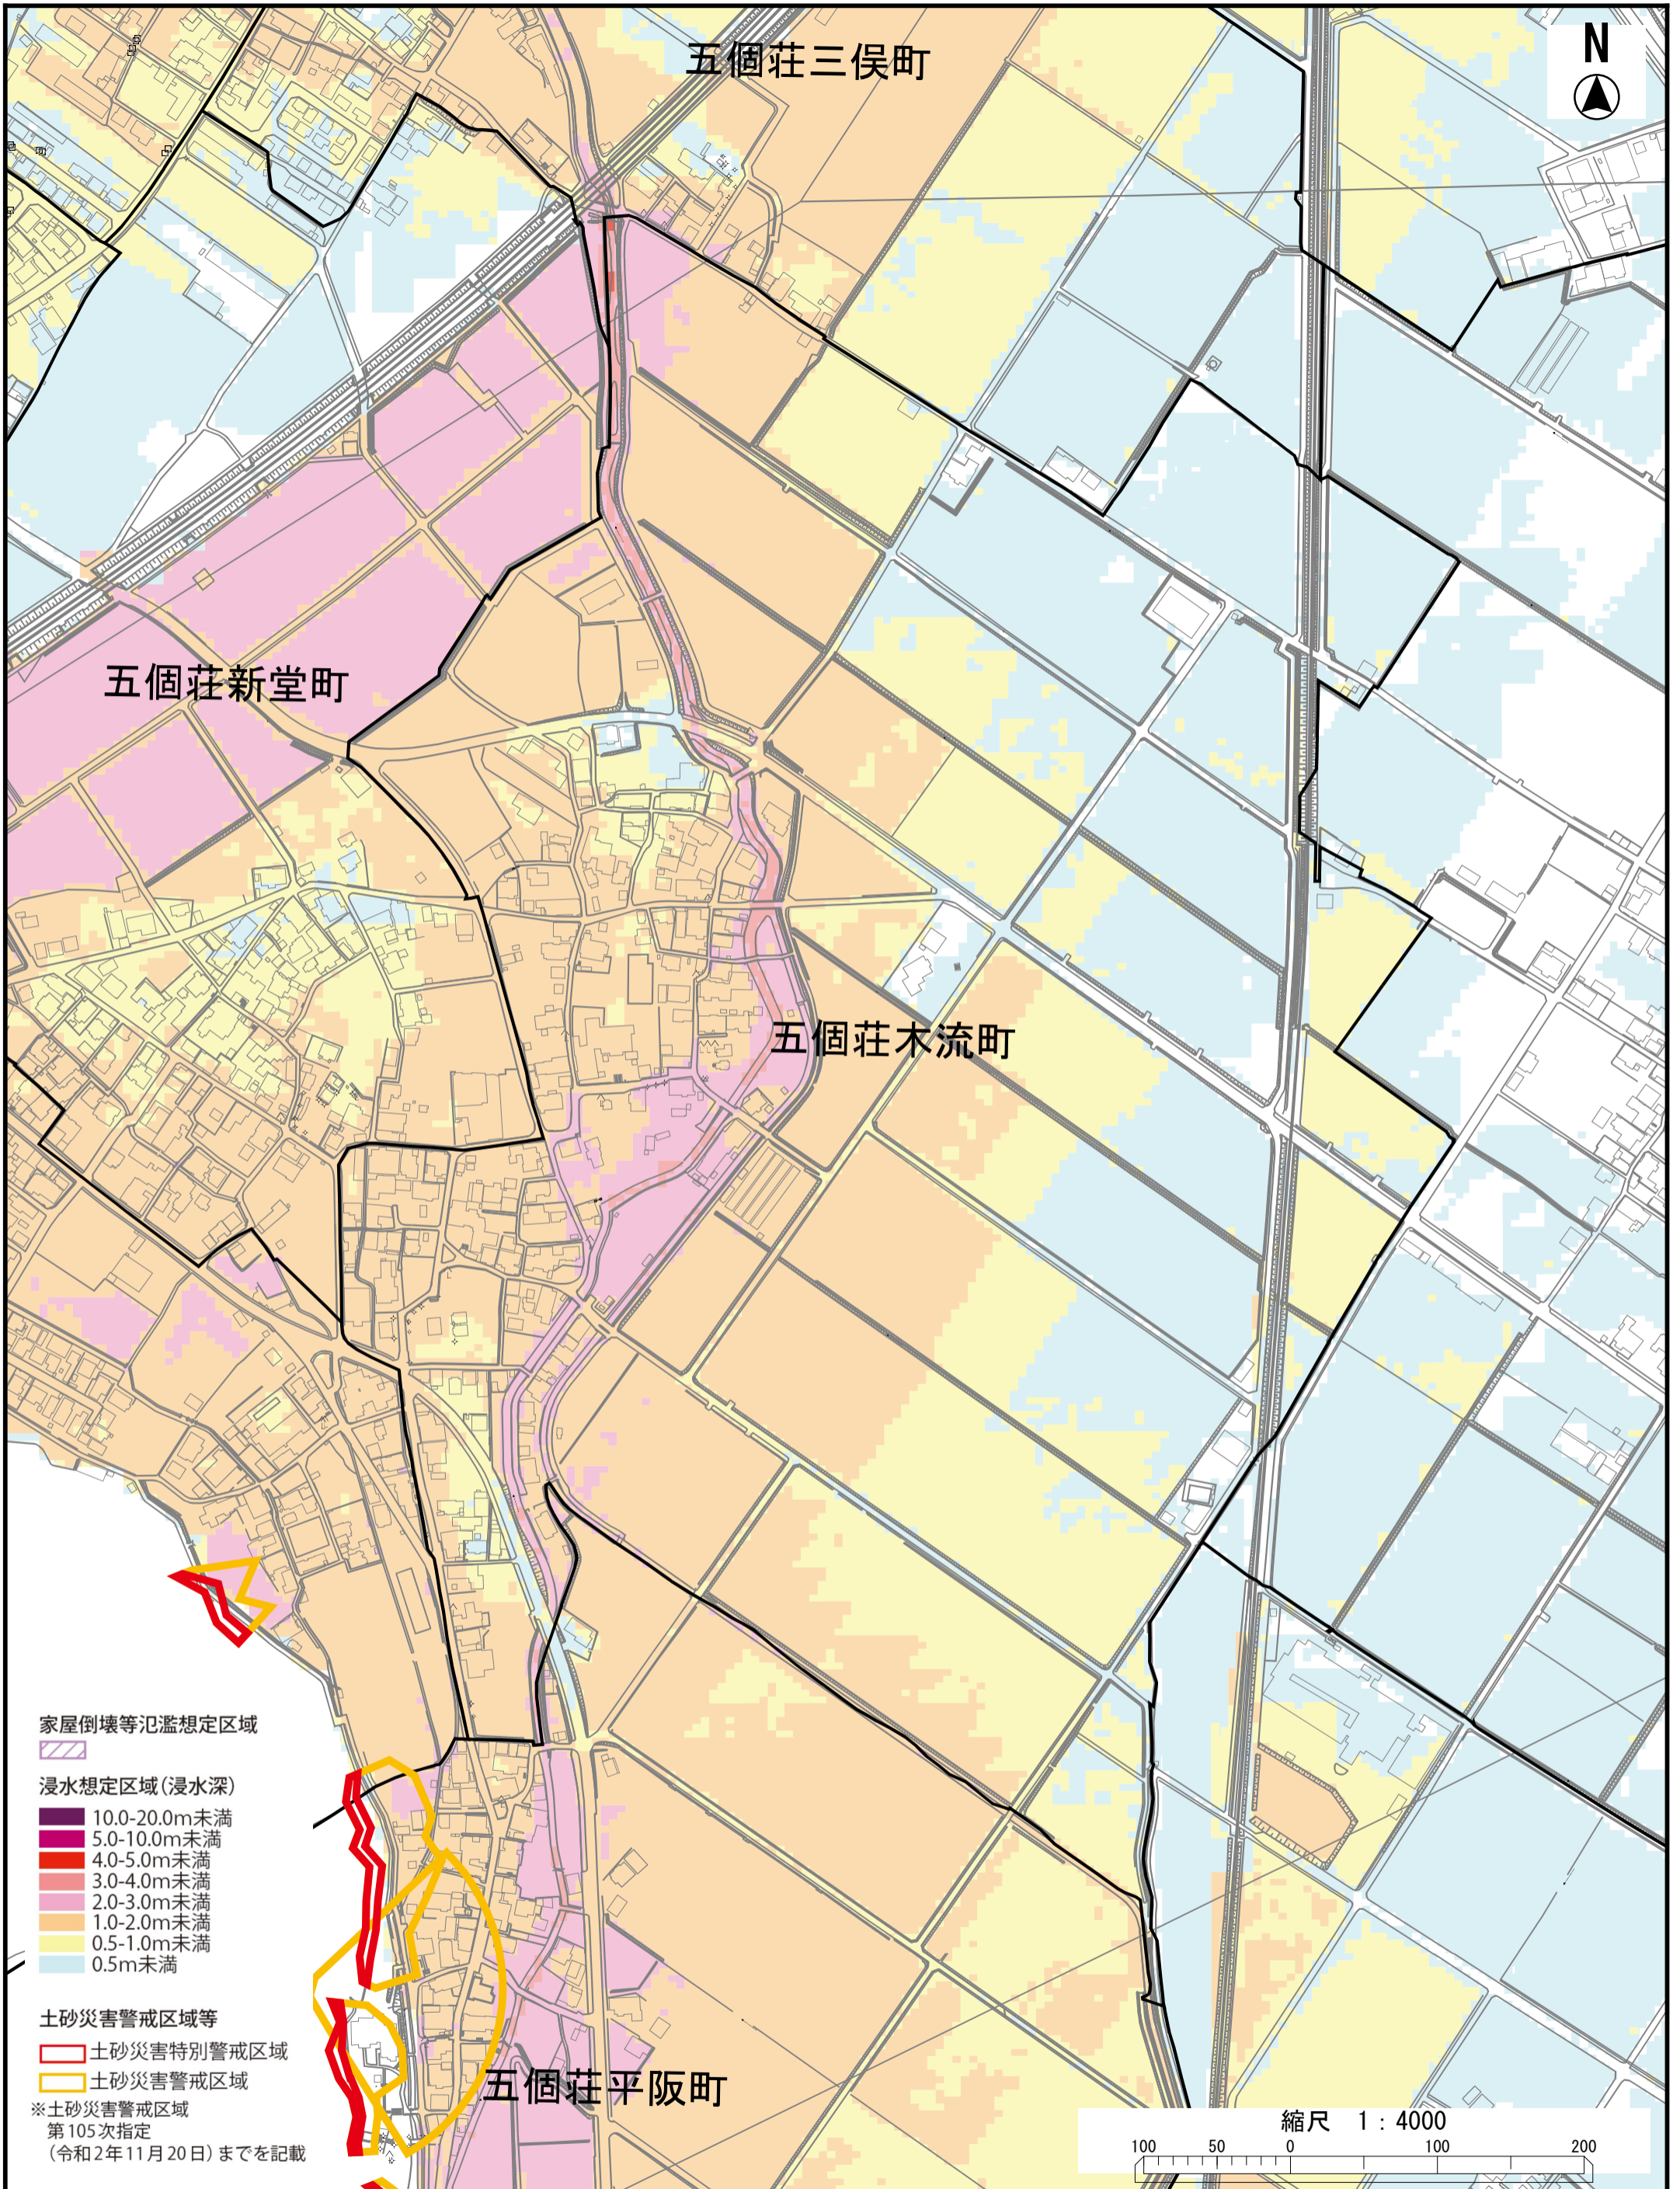 五個荘三俣町
N
五個荘新堂町
五個荘木流町
家屋倒壊等氾濫想定区域
浸水想定区域(浸水深)
10.0-20.0m未満
5.0-10.0m未満
4.0-5.0m未満
3.0-4.0m未満
2.0-3.0m未満
1.0-2.0m未満
0.5-1.0m未満
0.5m未満
土砂災害警戒区域等
土砂災害特別警戒区域
土砂災害警戒区域
※土砂災害警戒区域
第105次指定
(令和2年11月20日)までを記載
五個荘平阪町
縮尺 1:4000
100 50 0 100 200